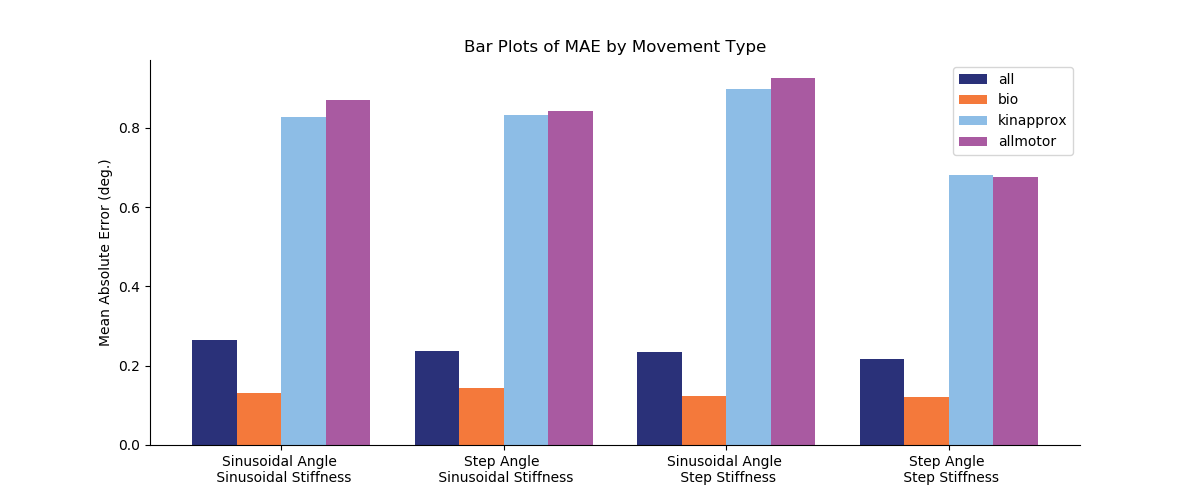 Bar Plots of MAE by Movement Type
Mean Absolute Error (deg.)
0.8
0.6
0.4
0.2
0.0
all
bio
kinapprox
allmotor
Sinusoidal Angle
Sinusoidal Stiffness
Step Angle
Sinusoidal Stiffness
Sinusoidal Angle
Step Stiffness
Step Angle
Step Stiffness